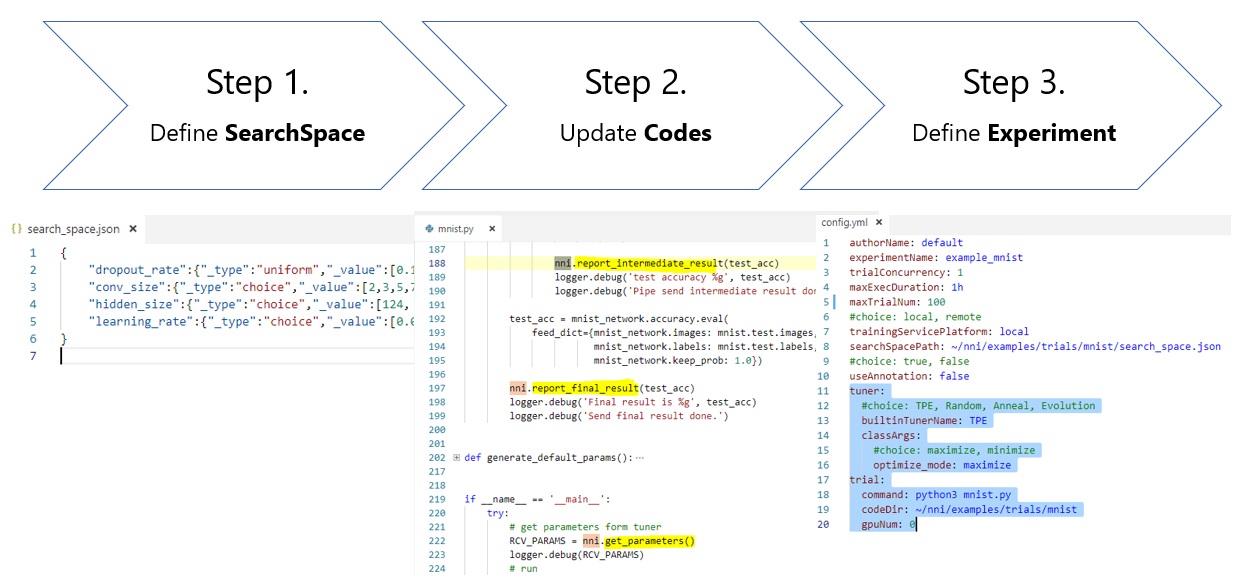 Step 1.
Define SearchSpace
Step 2.
Update Codes
Step 3.
Define Experiment
{} search_space.json ×
1 {
2 "dropout_rate":{"_type":"uniform","_value":[0.1
3 "conv_size":{"_type":"choice","_value":[2,3,5,7
4 "hidden_size":{"_type":"choice","_value":[124,
5 "learning_rate":{"_type":"choice","_value":[0.0
6 }
7
mnist.py ×
187
188 nni.report_intermediate_result(test_acc)
189 logger.debug('test accuracy %g', test_acc)
190 logger.debug('Pipe send intermediate result don
191
192 test_acc = mnist_network.accuracy.eval(
193 feed_dict={mnist_network.images: mnist.test.images,
194 mnist_network.labels: mnist.test.labels,
195 mnist_network.keep_prob: 1.0})
196
197 nni.report_final_result(test_acc)
198 logger.debug('Final result is %g', test_acc)
199 logger.debug('Send final result done.')
200
201
202 def generate_default_params():...
217
218
219 if __name__ == '__main__':
220 try:
221 # get parameters form tuner
222 RCV_PARAMS = nni.get_parameters()
223 logger.debug(RCV_PARAMS)
224 # run
config.yml ×
1 authorName: default
2 experimentName: example_mnist
3 trialConcurrency: 1
4 maxExecDuration: 1h
5 maxTrialNum: 100
6 #choice: local, remote
7 trainingServicePlatform: local
8 searchSpacePath: ~/nni/examples/trials/mnist/search_space.json
9 #choice: true, false
10 useAnnotation: false
11 tuner:
12 #choice: TPE, Random, Anneal, Evolution
13 builtinTunerName: TPE
14 classArgs:
15 #choice: maximize, minimize
16 optimize_mode: maximize
17 trial:
18 command: python3 mnist.py
19 codeDir: ~/nni/examples/trials/mnist
20 gpuNum: 0